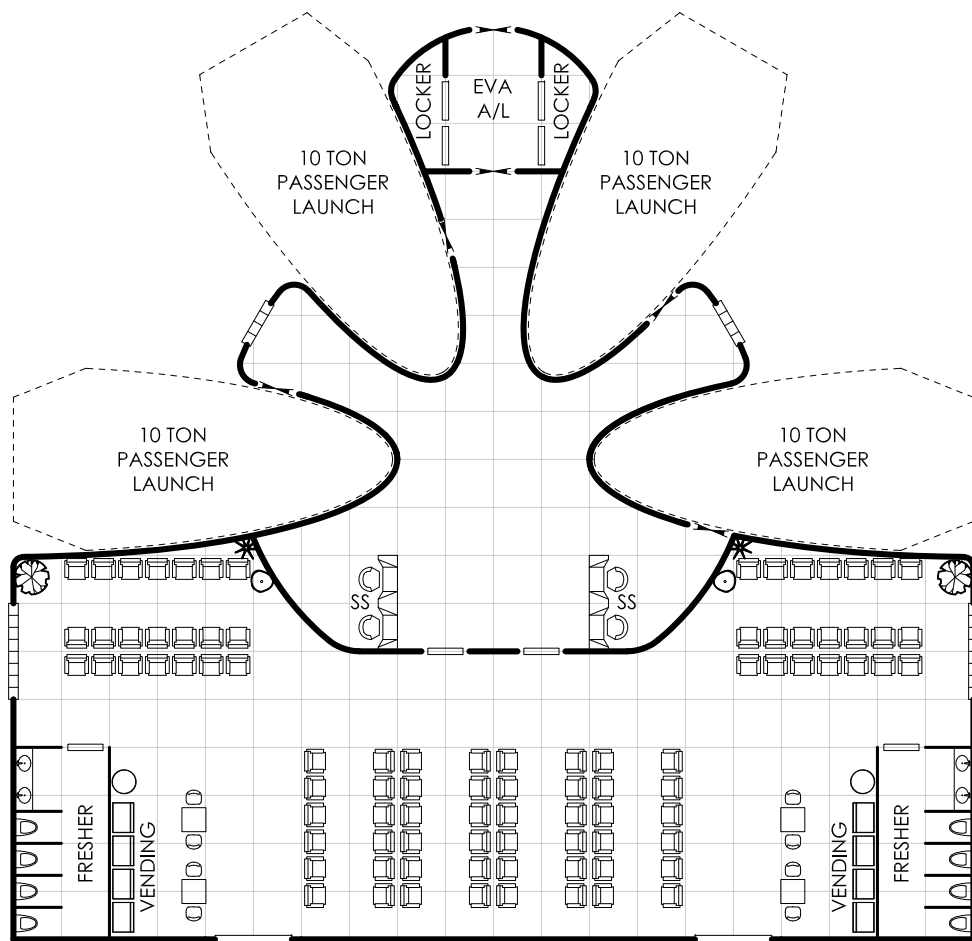 EVA
A/L
LOCKER
LOCKER
10 TON
PASSENGER
LAUNCH
10 TON
PASSENGER
LAUNCH
10 TON
PASSENGER
LAUNCH
10 TON
PASSENGER
LAUNCH
SS
SS
FRESHER
VENDING
VENDING
FRESHER